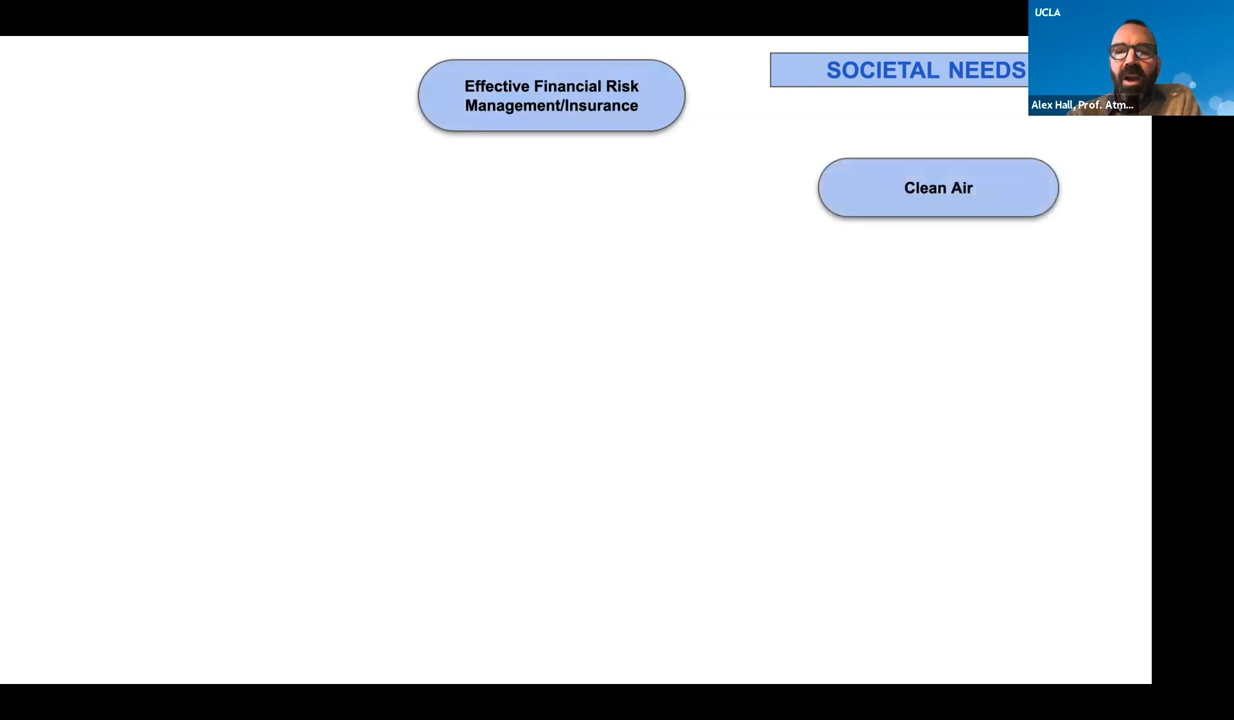 UCLA
Effective Financial Risk
Management/Insurance
SOCIETAL NEEDS
Alex Hall, Prof. Atm...
Clean Air